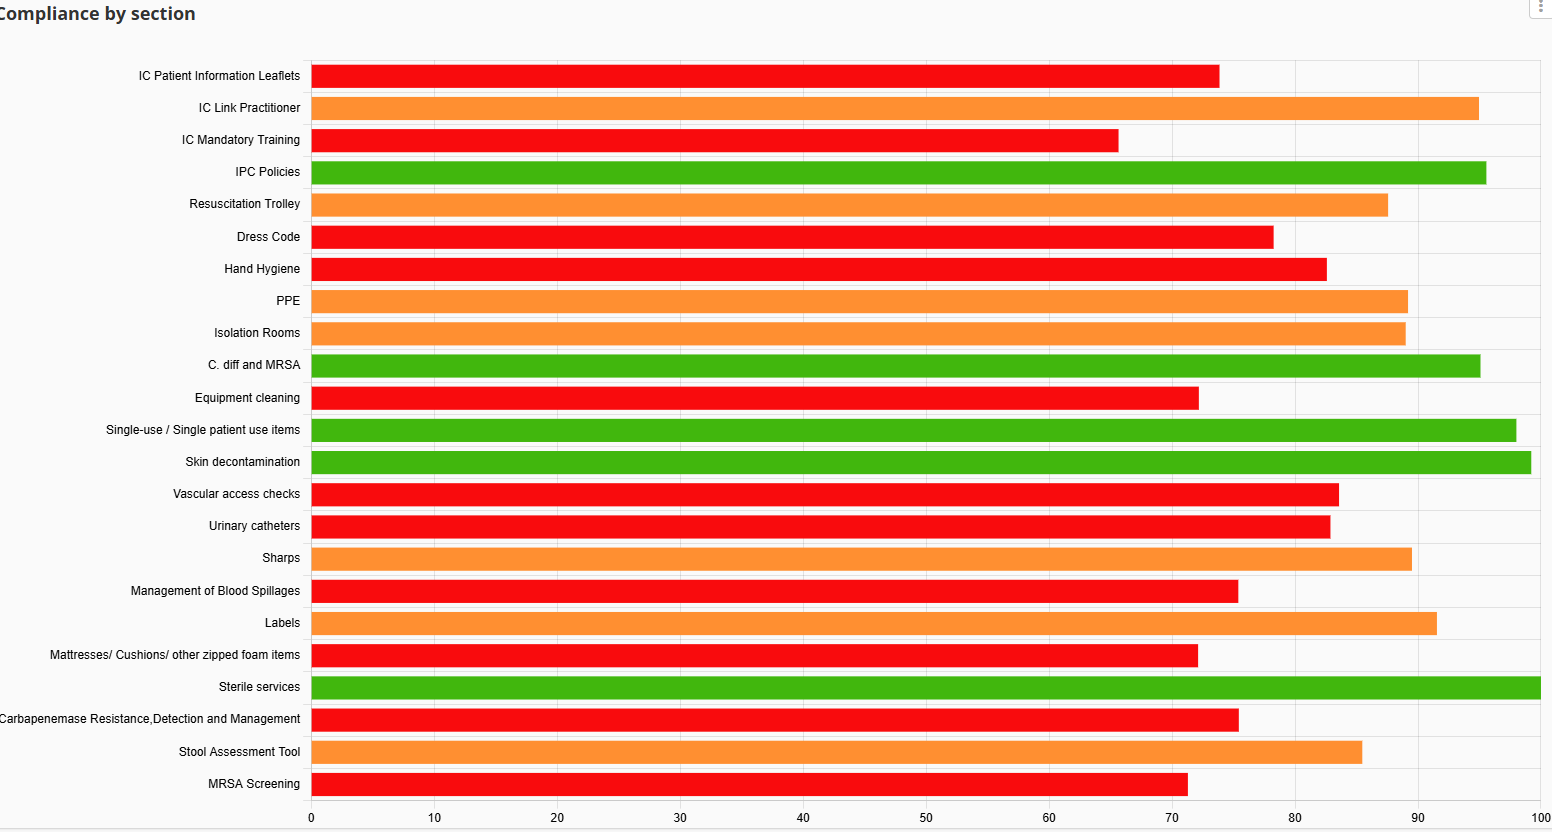 Compliance by section
IC Patient Information Leaflets
IC Link Practitioner
IC Mandatory Training
IPC Policies
Resuscitation Trolley
Dress Code
Hand Hygiene
PPE
Isolation Rooms
C. diff and MRSA
Equipment cleaning
Single-use / Single patient use items
Skin decontamination
Vascular access checks
Urinary catheters
Sharps
Management of Blood Spillages
Labels
Mattresses/ Cushions/ other zipped foam items
Sterile services
Carbapenemase Resistance,Detection and Management
Stool Assessment Tool
MRSA Screening
0 10 20 30 40 50 60 70 80 90 100